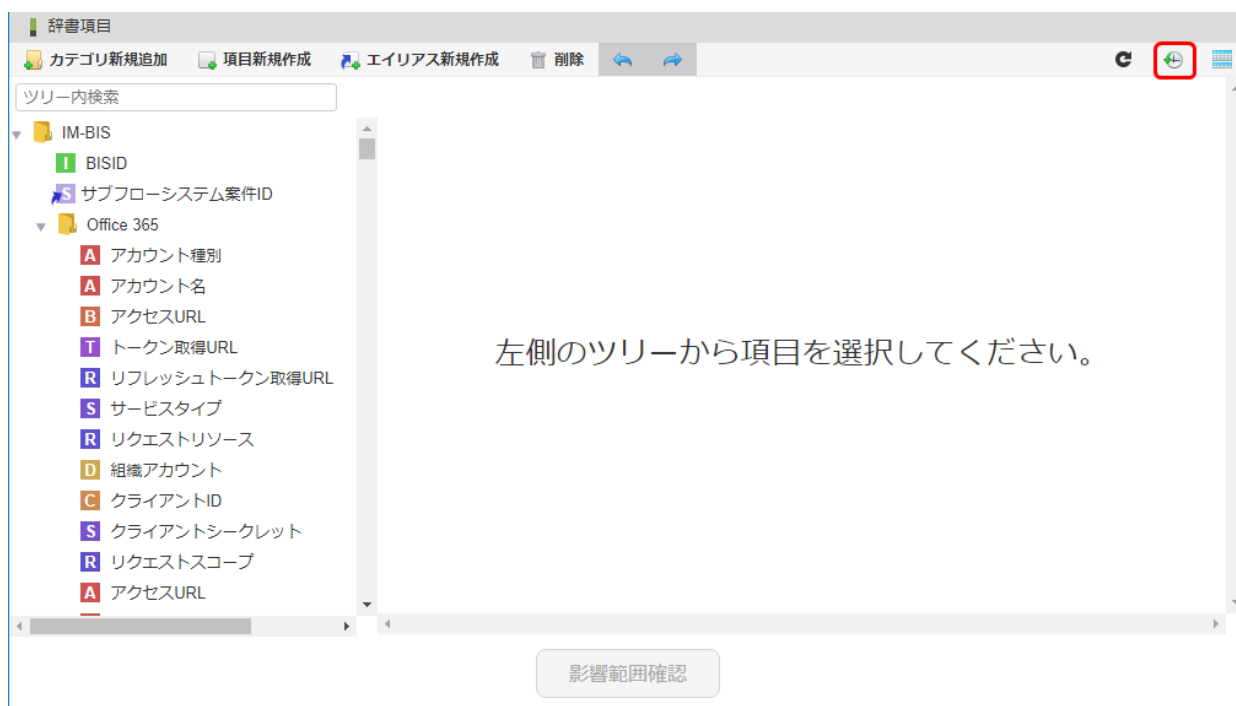 辞書項目
カテゴリ新規追加 項目新規作成 エイリアス新規作成 削除
ツリー内検索
IM-BIS
I BISID
S サブフローシステム案件ID
Office 365
A アカウント種別
A アカウント名
B アクセスURL
T トークン取得URL
左側のツリーから項目を選択してください。
R リフレッシュトークン取得URL
S サービスタイプ
R リクエストリソース
D 組織アカウント
C クライアントID
S クライアントシークレット
R リクエストスコープ
A アクセスURL
影響範囲確認